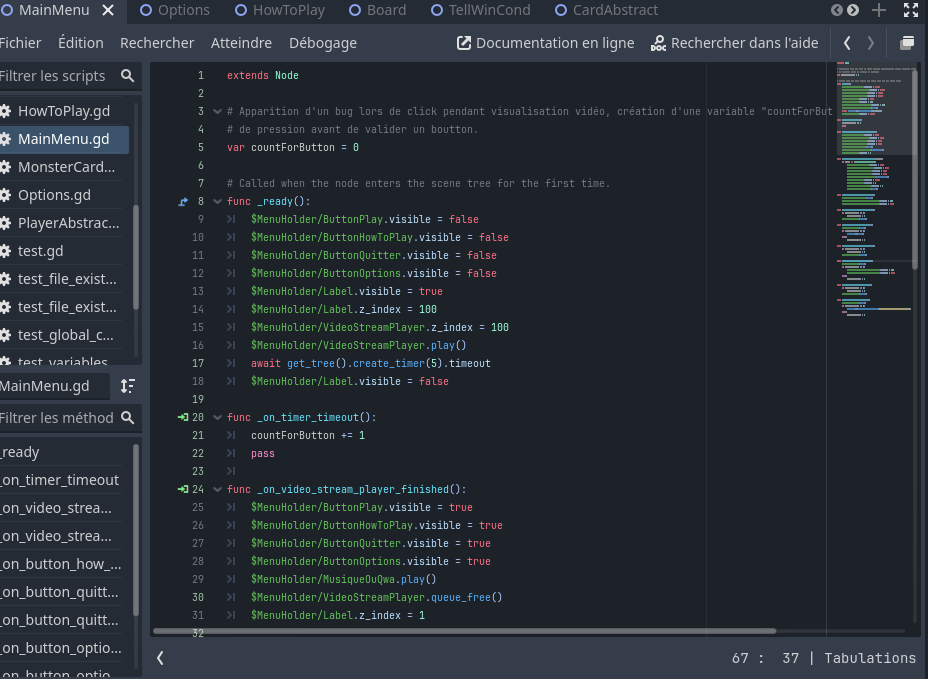 MainMenu Options HowToPlay Board TellWinCond CardAbstract
Fichier Édition Rechercher Atteindre Débogage Documentation en ligne Rechercher dans l'aide
Filtrer les scripts
HowToPlay.gd
MainMenu.gd
MonsterCard...
Options.gd
PlayerAbstrac...
test.gd
test_file_exist...
test_file_exist...
test_global_c...
test_variables
MainMenu.gd
Filtrer les méthod
_ready
_on_timer_timeout
_on_video_strea...
_on_video_strea...
_on_button_how_...
_on_button_quitt...
_on_button_quitt...
_on_button_optio...
_on_button_optio
1 extends Node
2
3 # Apparition d'un bug lors de click pendant visualisation vidéo, création d'une variable "countForBut
4 # de pression avant de valider un boutton.
5 var countForButton = 0
6
7 # Called when the node enters the scene tree for the first time.
8 func _ready():
9 $MenuHolder/ButtonPlay.visible = false
10 $MenuHolder/ButtonHowToPlay.visible = false
11 $MenuHolder/ButtonQuitter.visible = false
12 $MenuHolder/ButtonOptions.visible = false
13 $MenuHolder/Label.visible = true
14 $MenuHolder/Label.z_index = 100
15 $MenuHolder/VideoStreamPlayer.z_index = 100
16 $MenuHolder/VideoStreamPlayer.play()
17 await get_tree().create_timer(5).timeout
18 $MenuHolder/Label.visible = false
19
20 func _on_timer_timeout():
21 countForButton += 1
22 pass
23
24 func _on_video_stream_player_finished():
25 $MenuHolder/ButtonPlay.visible = true
26 $MenuHolder/ButtonHowToPlay.visible = true
27 $MenuHolder/ButtonQuitter.visible = true
28 $MenuHolder/ButtonOptions.visible = true
29 $MenuHolder/MusiqueOuQwa.play()
30 $MenuHolder/VideoStreamPlayer.queue_free()
31 $MenuHolder/Label.z_index = 1
32
67 : 37 | Tabulations